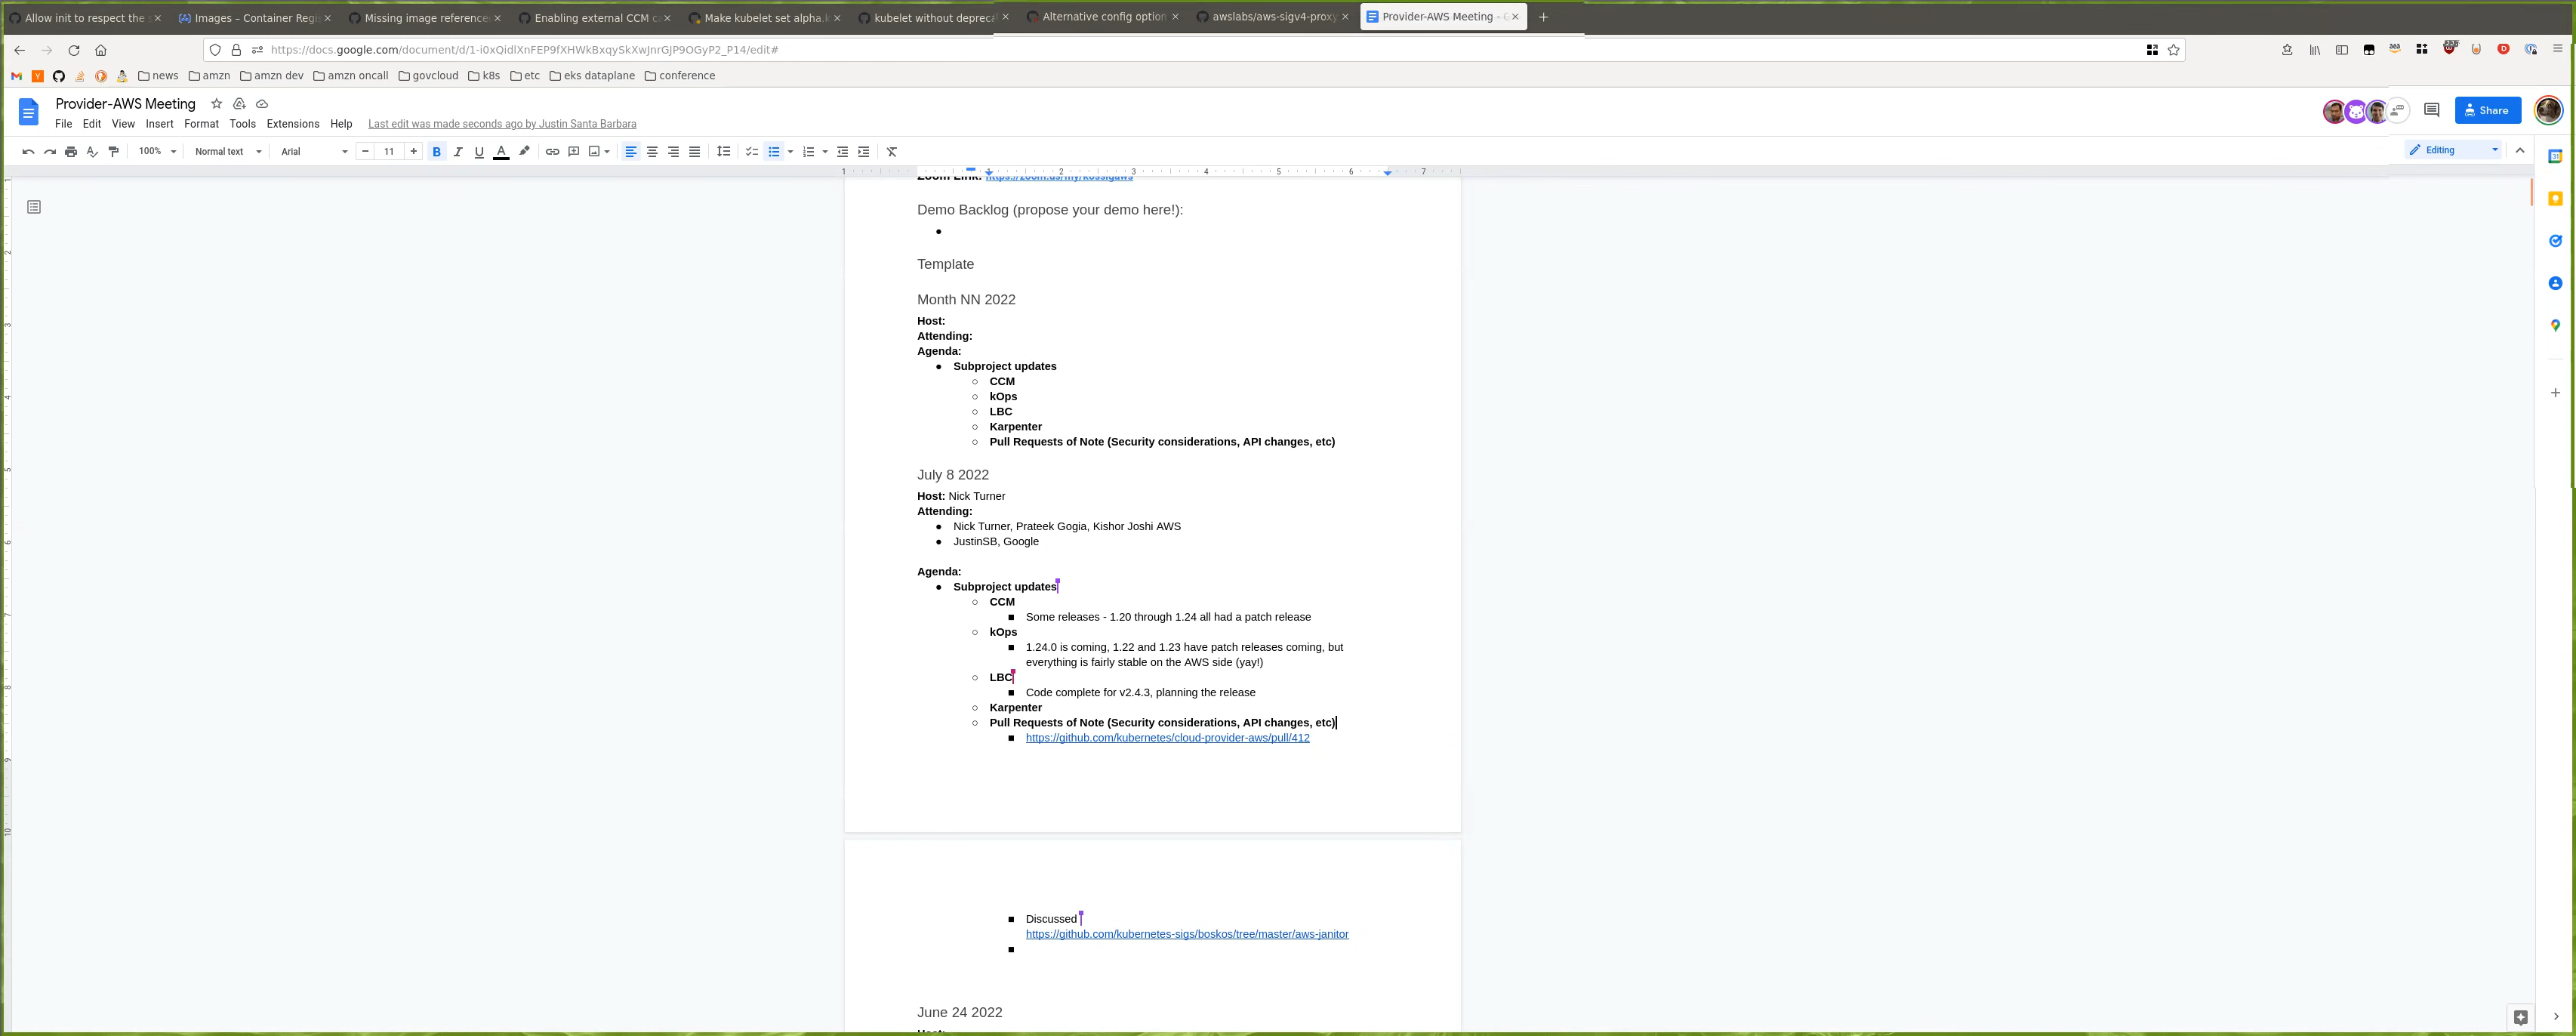 Allow init to respect the
Images – Container Regi
Missing image reference
Enabling external CCM c
Make kubelet set alpha.k
kubelet without depreca
Alternative config option
awslabs/aws-sigv4-proxy
Provider-AWS Meeting -
https://docs.google.com/document/d/1-i0xQidlXnFEP9fXHWkBxqySkXwJnrGJP9OGyP2_P14/edit#
news
amzn
amzn dev
amzn oncall
govcloud
k8s
etc
eks dataplane
conference
Provider-AWS Meeting
File Edit View Insert Format Tools Extensions Help Last edit was made seconds ago by Justin Santa Barbara
Share
100% Normal text Arial 11
Editing
Zoom Link: https://zoom.us/my/k8ssigaws
Demo Backlog (propose your demo here!):
Template
Month NN 2022
Host:
Attending:
Agenda:
● Subproject updates
○ CCM
○ kOps
○ LBC
○ Karpenter
○ Pull Requests of Note (Security considerations, API changes, etc)
July 8 2022
Host: Nick Turner
Attending:
● Nick Turner, Prateek Gogia, Kishor Joshi AWS
● JustinSB, Google
Agenda:
● Subproject updates
○ CCM
■ Some releases - 1.20 through 1.24 all had a patch release
○ kOps
■ 1.24.0 is coming, 1.22 and 1.23 have patch releases coming, but
everything is fairly stable on the AWS side (yay!)
○ LBC
■ Code complete for v2.4.3, planning the release
○ Karpenter
○ Pull Requests of Note (Security considerations, API changes, etc)
■ https://github.com/kubernetes/cloud-provider-aws/pull/412
■ Discussed
https://github.com/kubernetes-sigs/boskos/tree/master/aws-janitor
June 24 2022
Host: